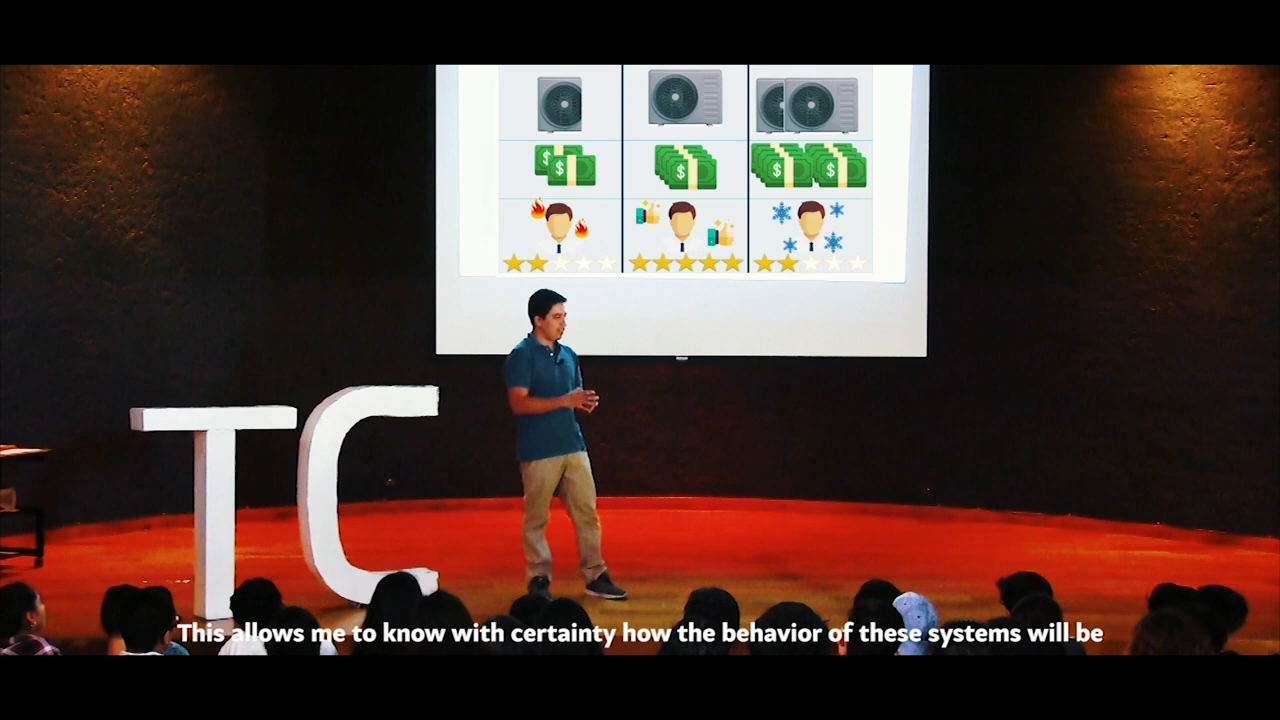 $ $ $ $ $
TC
This allows me to know with certainty how the behavior of these systems will be